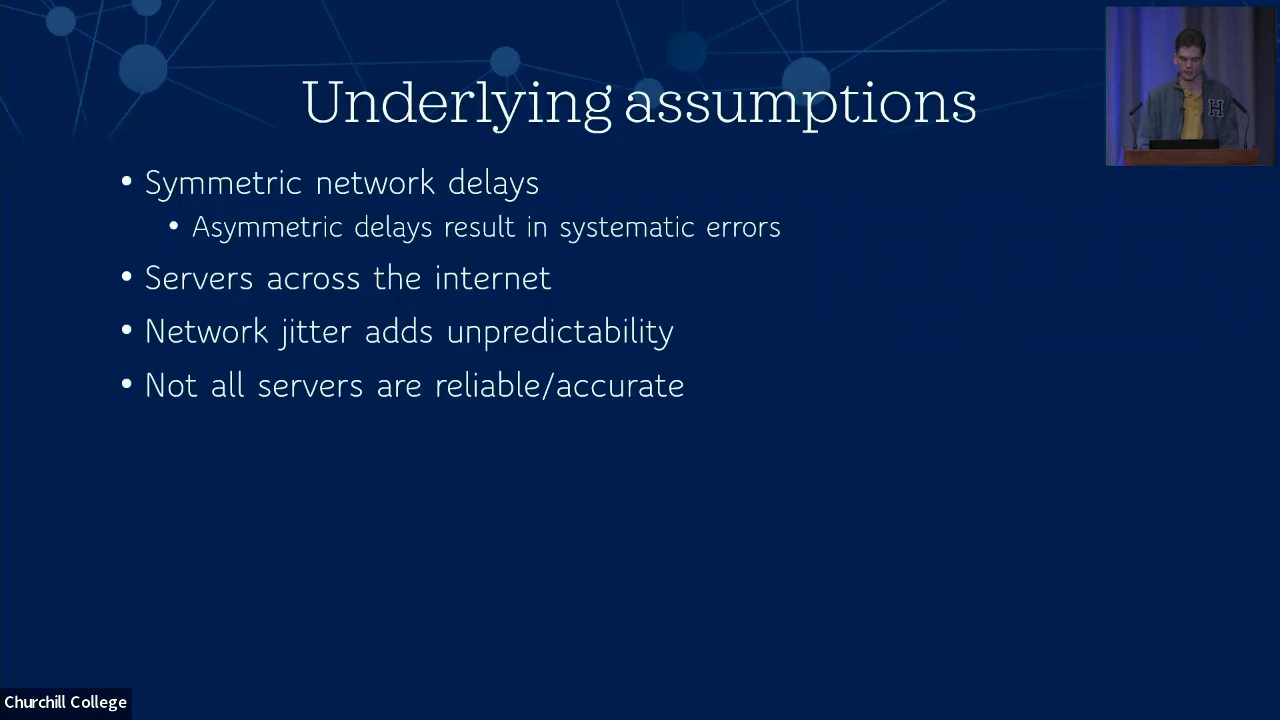 Underlying assumptions
• Symmetric network delays
• Asymmetric delays result in systematic errors
• Servers across the internet
• Network jitter adds unpredictability
• Not all servers are reliable/accurate
H
Churchill College